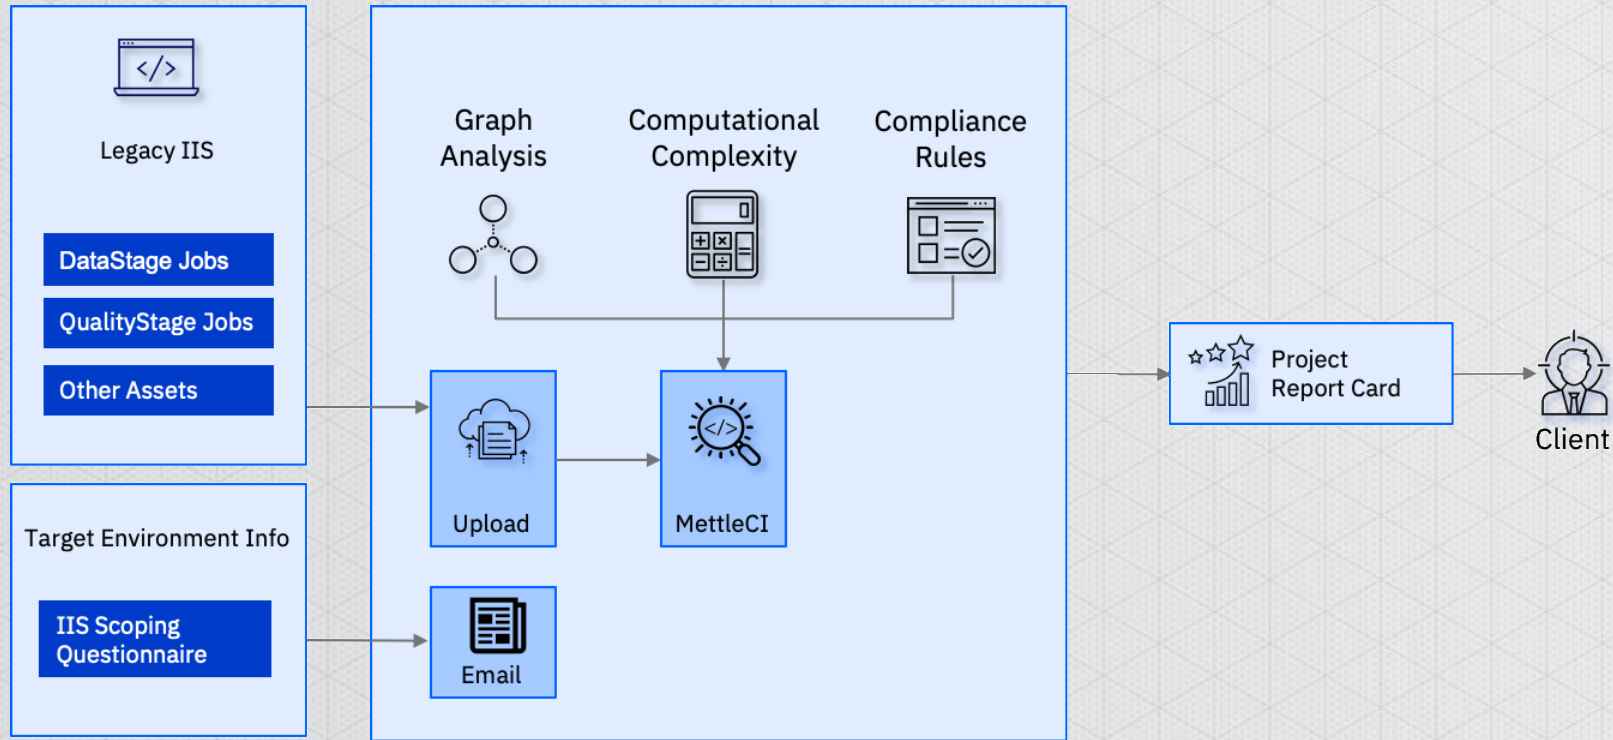 Legacy IIS
DataStage Jobs
QualityStage Jobs
Other Assets
Target Environment Info
IIS Scoping
Questionnaire
Graph
Analysis
Computational
Complexity
Compliance
Rules
</>
Upload
</>
MettleCI
Email
Project
Report Card
Client